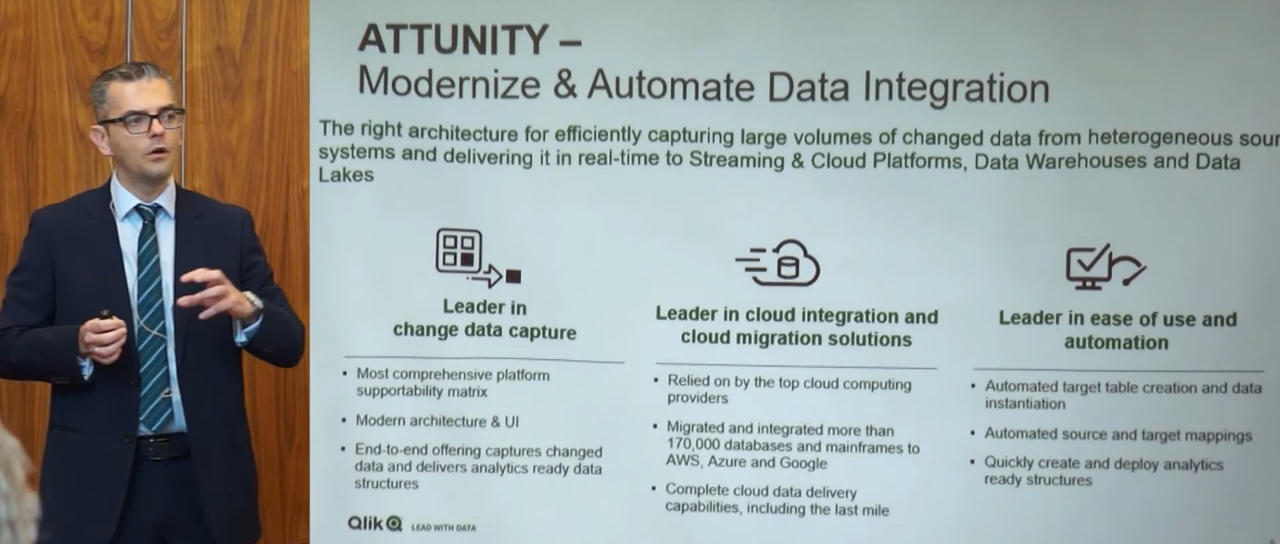 ATTUNITY –
Modernize & Automate Data Integration
The right architecture for efficiently capturing large volumes of changed data from heterogeneous
systems and delivering it in real-time to Streaming & Cloud Platforms, Data Warehouses and Data
Lakes
Leader in
change data capture
Most comprehensive platform
supportability matrix
Modern architecture & UI
End-to-end offering captures changed
data and delivers analytics ready data
structures
Leader in cloud integration and
cloud migration solutions
Relied on by the top cloud computing
providers
Migrated and integrated more than
170,000 databases and mainframes to
AWS, Azure and Google
Complete cloud data delivery
capabilities, including the last mile
Leader in ease of use and
automation
Automated target table creation and data
instantiation
Automated source and target mappings
Quickly create and deploy analytics
ready structures
Qlik
LEAD WITH DATA